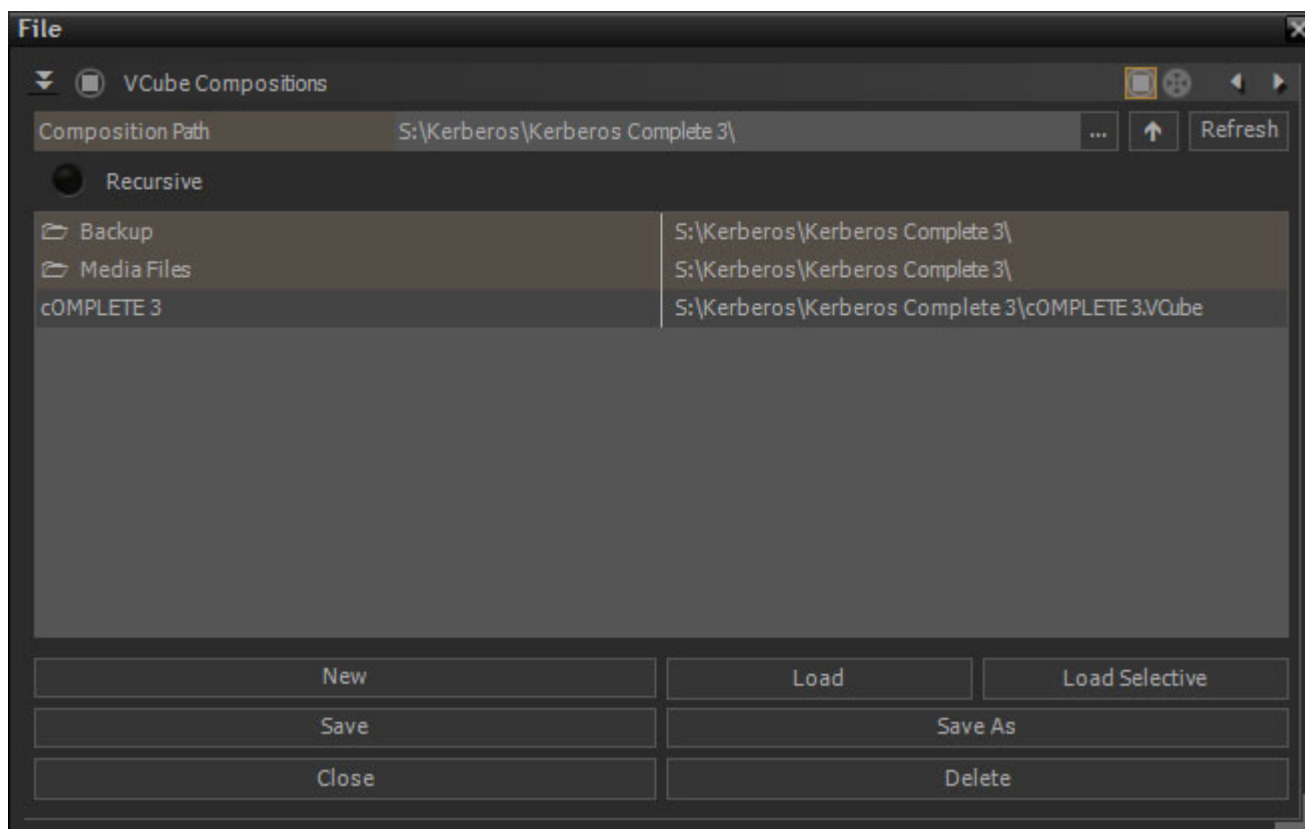 File
VCube Compositions
Composition Path S:\Kerberos\Kerberos Complete 3\ ... Refresh
Recursive
Backup S:\Kerberos\Kerberos Complete 3\
Media Files S:\Kerberos\Kerberos Complete 3\
cOMPLETE 3 S:\Kerberos\Kerberos Complete 3\cOMPLETE 3.VCube
New Load Load Selective
Save Save As
Close Delete